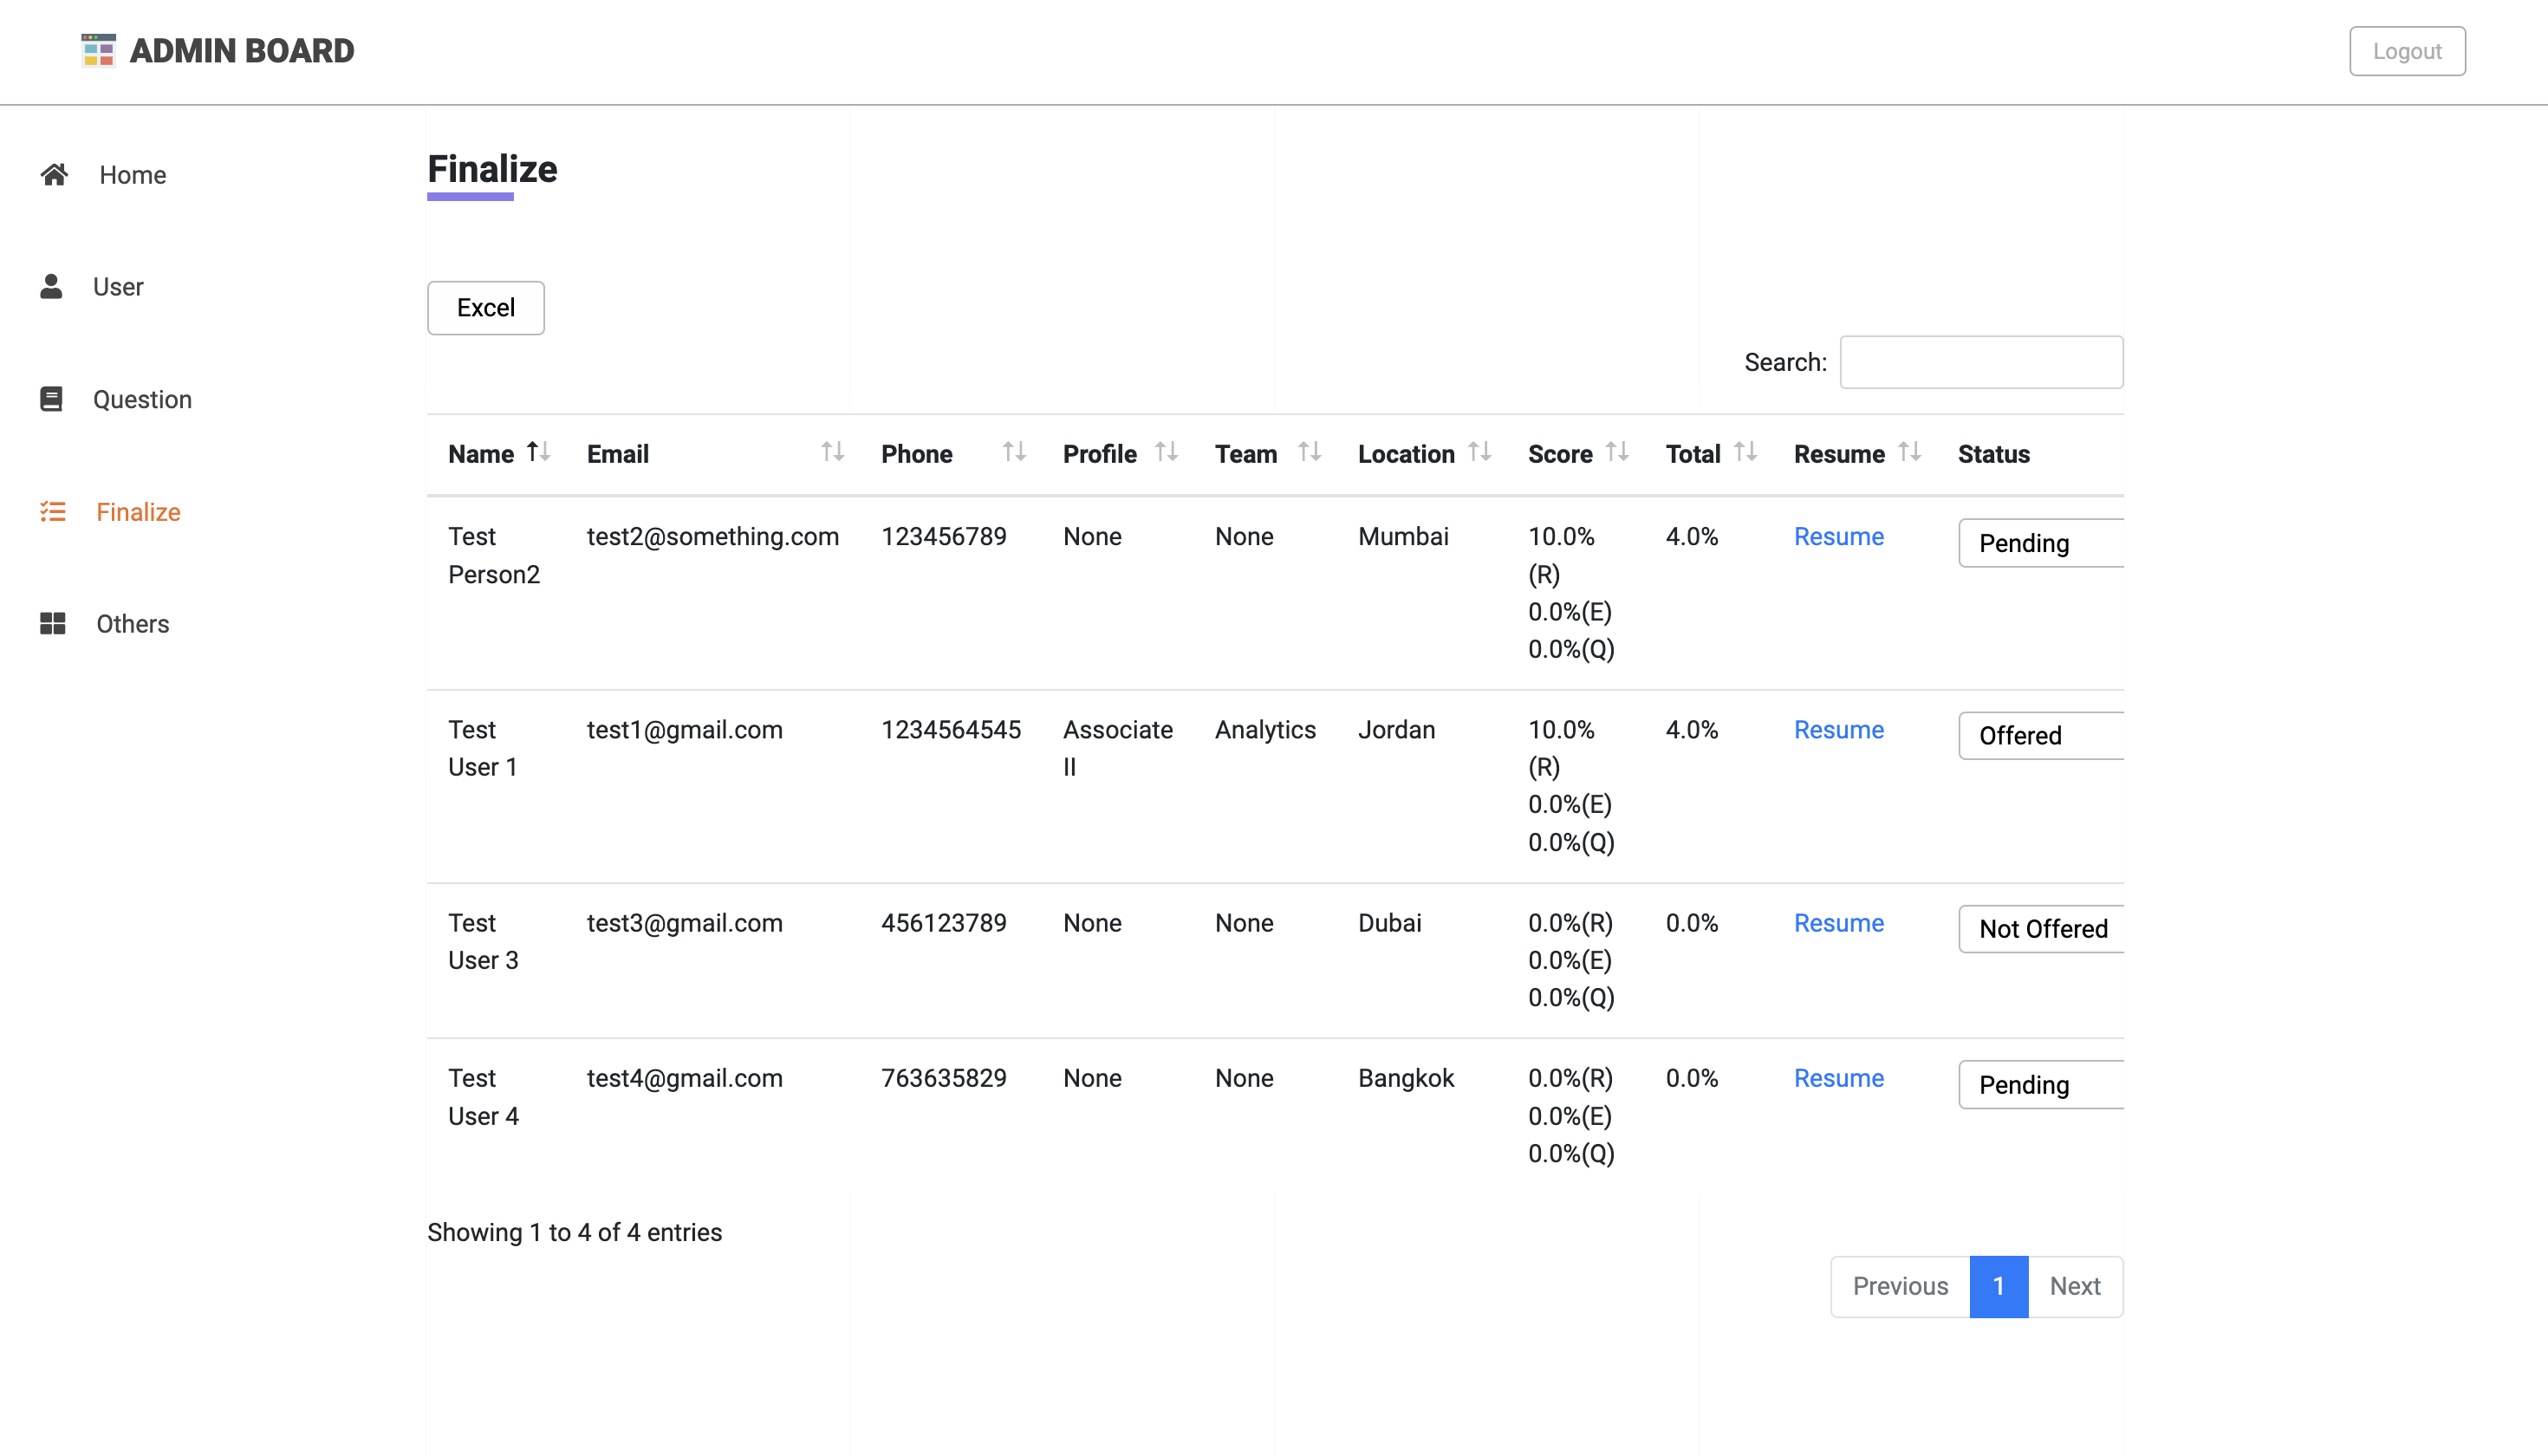 ADMIN BOARD
Logout
Home
User
Question
Finalize
Others
Finalize
Excel
Search:
Name Email Phone Profile Team Location Score Total Resume Status
Test test2@something.com 123456789 None None Mumbai 10.0% 4.0% Resume Pending
Person2 (R)
0.0%(E)
0.0%(Q)
Test test1@gmail.com 1234564545 Associate Analytics Jordan 10.0% 4.0% Resume Offered
User 1 II (R)
0.0%(E)
0.0%(Q)
Test test3@gmail.com 456123789 None None Dubai 0.0%(R) 0.0% Resume Not Offered
User 3 0.0%(E)
0.0%(Q)
Test test4@gmail.com 763635829 None None Bangkok 0.0%(R) 0.0% Resume Pending
User 4 0.0%(E)
0.0%(Q)
Showing 1 to 4 of 4 entries
Previous 1 Next